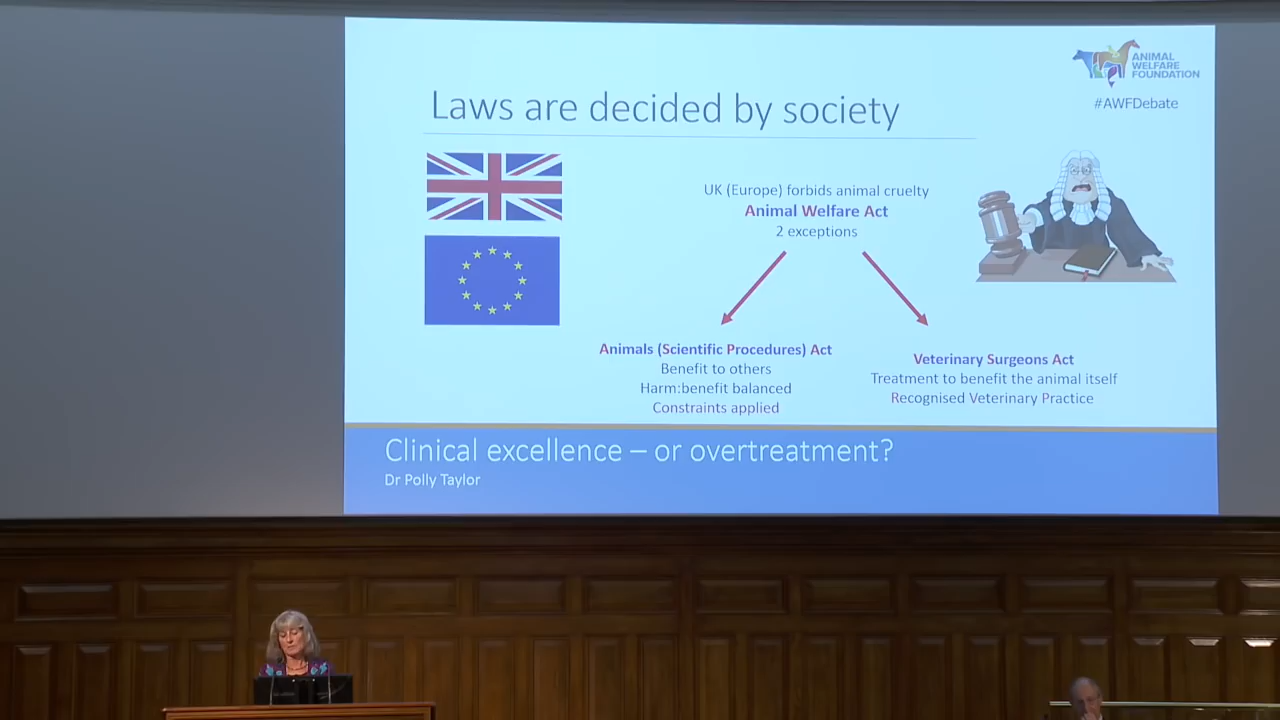 ANIMAL
WELFARE
FOUNDATION
#AWFDebate
Laws are decided by society
UK (Europe) forbids animal cruelty
Animal Welfare Act
2 exceptions
Animals (Scientific Procedures) Act
Benefit to others
Harm:benefit balanced
Constraints applied
Veterinary Surgeons Act
Treatment to benefit the animal itself
Recognised Veterinary Practice
Clinical excellence – or overtreatment?
Dr Polly Taylor